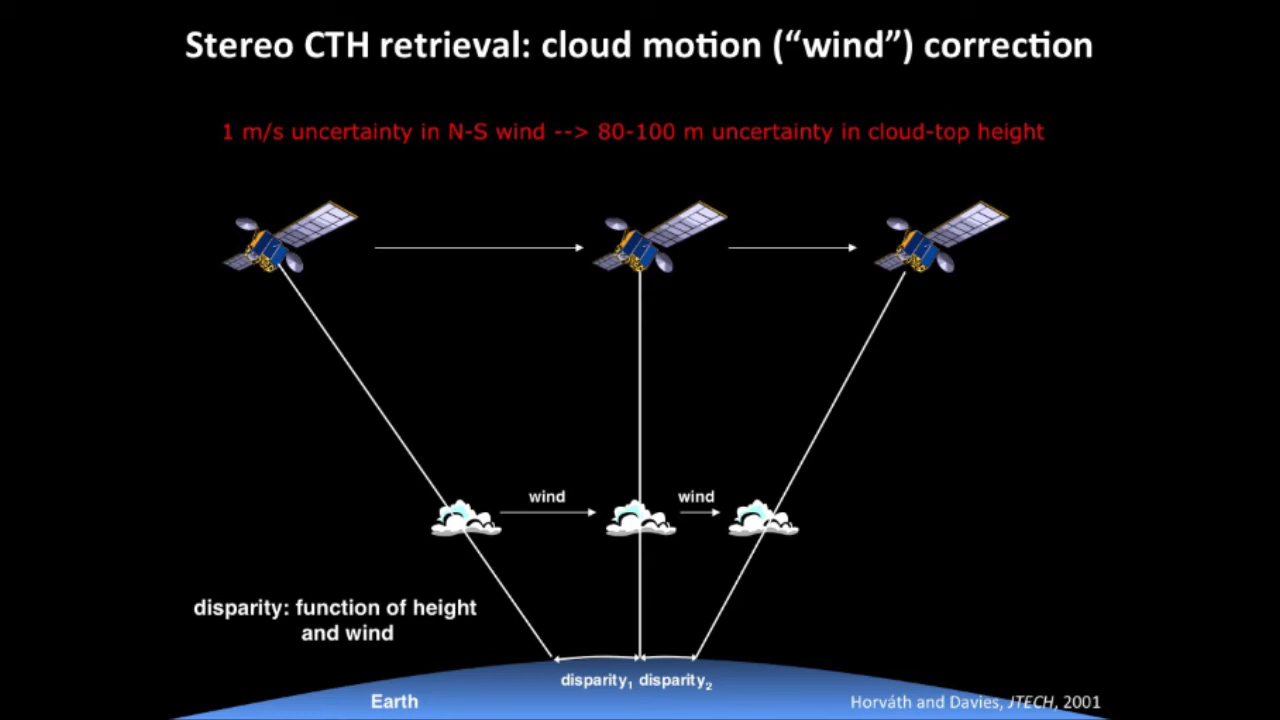 Stereo CTH retrieval: cloud motion (“wind”) correction
1 m/s uncertainty in N-S wind --> 80-100 m uncertainty in cloud-top height
wind
wind
disparity: function of height
and wind
disparity₁ disparity₂
Earth
Horváth and Davies, JTECH, 2001